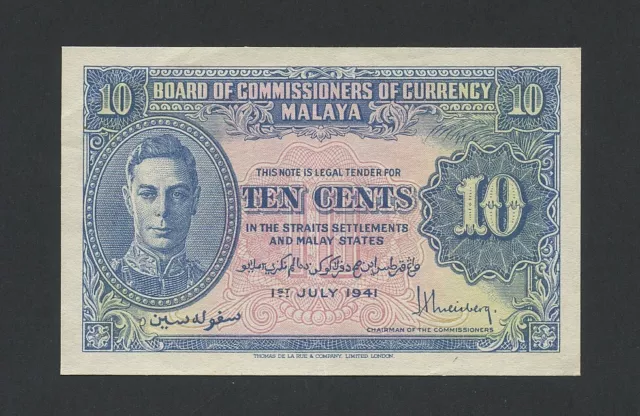 10 BOARD OF COMMISSIONERS OF CURRENCY 10
MALAYA
THIS NOTE IS LEGAL TENDER FOR
TEN CENTS
10
IN THE STRAITS SETTLEMENTS
AND MALAY STATES
1ST JULY 1941
سڤوله سين
CHAIRMAN OF THE COMMISSIONERS
THOMAS DE LA RUE & COMPANY, LIMITED, LONDON.